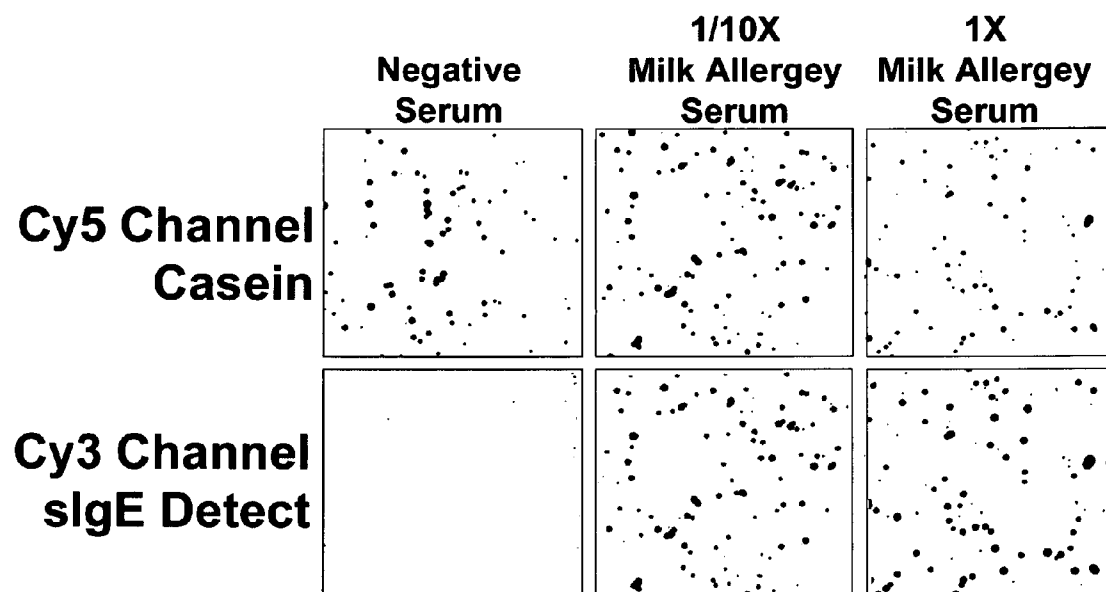 Negative
Serum
1/10X
Milk Allergey
Serum
1X
Milk Allergey
Serum
Cy5 Channel
Casein
Cy3 Channel
sIgE Detect